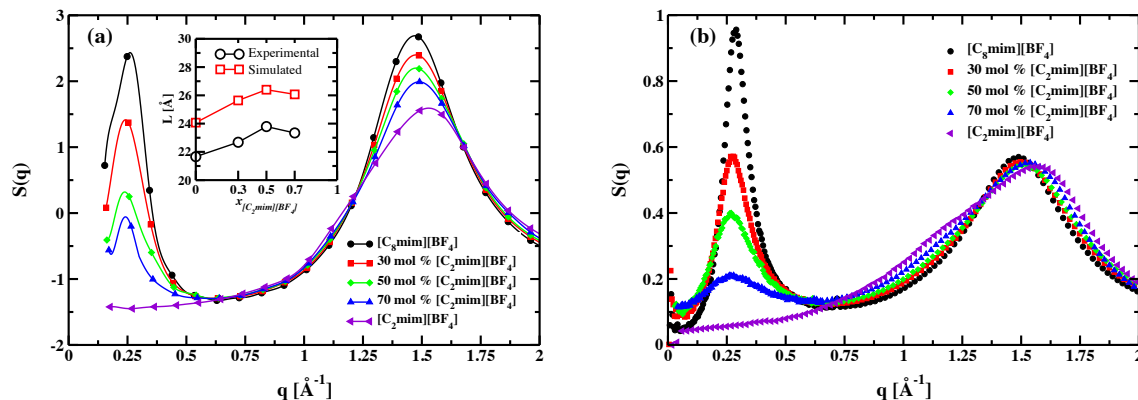 (a)
3
2
1
0
-1
-2
S(q)
0
0.25
0.5
0.75
1
1.25
1.5
1.75
2
q [Å-1]
30
28
26
24
22
20
L [Å]
Experimental
Simulated
0
0.3
0.5
0.7
1
x[C2mim][BF4]
[C8mim][BF4]
30 mol % [C2mim][BF4]
50 mol % [C2mim][BF4]
70 mol % [C2mim][BF4]
[C2mim][BF4]
(b)
1
0.8
0.6
0.4
0.2
0
S(q)
0
0.25
0.5
0.75
1
1.25
1.5
1.75
2
q [Å-1]
[C8mim][BF4]
30 mol % [C2mim][BF4]
50 mol % [C2mim][BF4]
70 mol % [C2mim][BF4]
[C2mim][BF4]